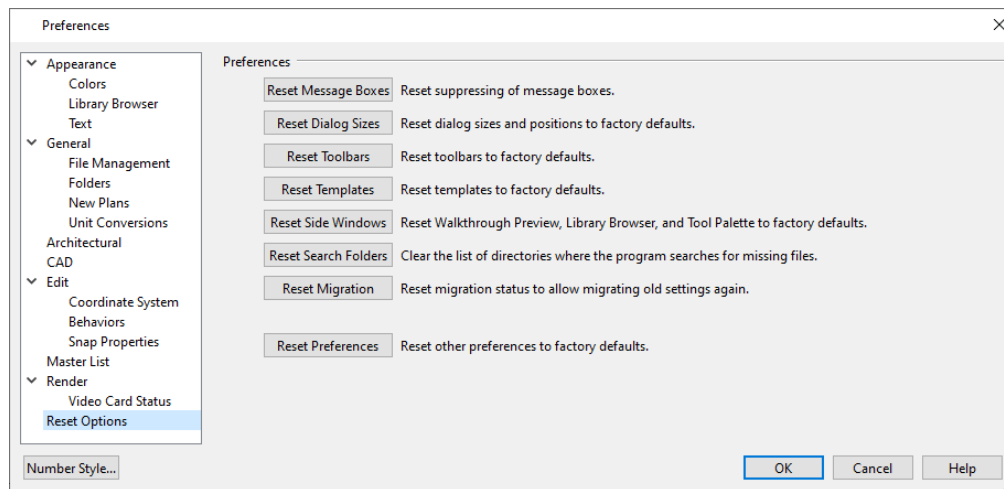 Preferences
Appearance
Colors
Library Browser
Text
General
File Management
Folders
New Plans
Unit Conversions
Architectural
CAD
Edit
Coordinate System
Behaviors
Snap Properties
Master List
Render
Video Card Status
Reset Options
Preferences
Reset Message Boxes Reset suppressing of message boxes.
Reset Dialog Sizes Reset dialog sizes and positions to factory defaults.
Reset Toolbars Reset toolbars to factory defaults.
Reset Templates Reset templates to factory defaults.
Reset Side Windows Reset Walkthrough Preview, Library Browser, and Tool Palette to factory defaults.
Reset Search Folders Clear the list of directories where the program searches for missing files.
Reset Migration Reset migration status to allow migrating old settings again.
Reset Preferences Reset other preferences to factory defaults.
Number Style... OK Cancel Help